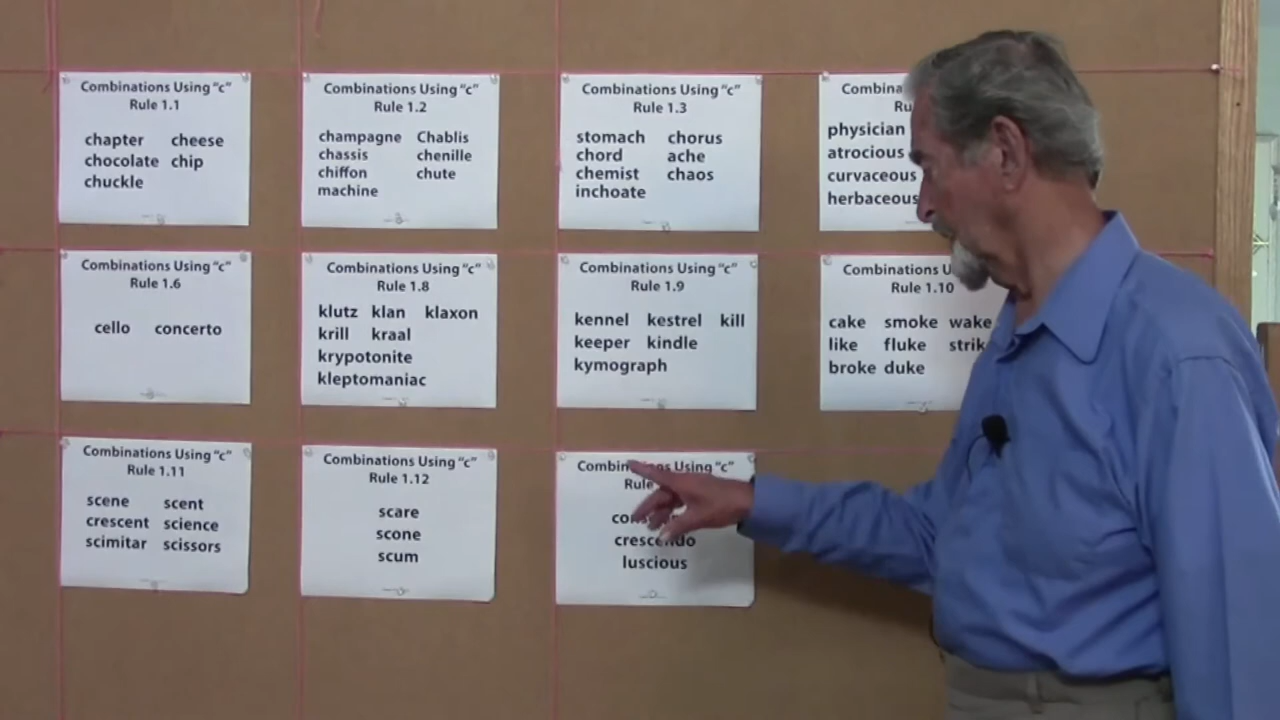 Combinations Using "c"
Rule 1.1
chapter cheese
chocolate chip
chuckle
Combinations Using "c"
Rule 1.2
champagne Chablis
chassis chenille
chiffon chute
machine
Combinations Using "c"
Rule 1.3
stomach chorus
chord ache
chemist chaos
inchoate
physician
atrocious
curvaceous
herbaceous
Combinations Using "c"
Rule 1.6
cello concerto
Combinations Using "c"
Rule 1.8
klutz klan klaxon
krill kraal
krypotonite
kleptomaniac
Combinations Using "c"
Rule 1.9
kennel kestrel kill
keeper kindle
kymograph
Combinations
Rule 1.10
cake smoke wake
like fluke
broke duke
Combinations Using "c"
Rule 1.11
scene scent
crescent science
scimitar scissors
Combinations Using "c"
Rule 1.12
scare
scone
scum
Using "c"
crescendo
luscious